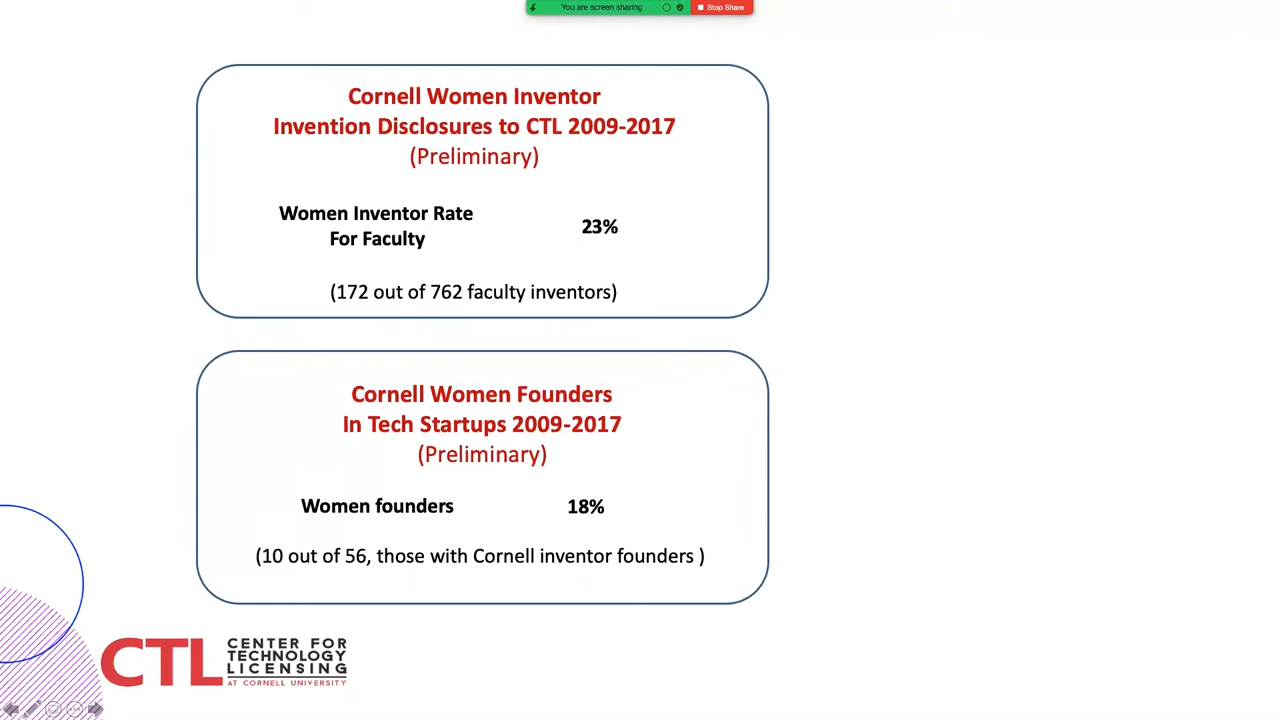 You are screen sharing
Stop Share
Cornell Women Inventor
Invention Disclosures to CTL 2009-2017
(Preliminary)
Women Inventor Rate
For Faculty
23%
(172 out of 762 faculty inventors)
Cornell Women Founders
In Tech Startups 2009-2017
(Preliminary)
Women founders 18%
(10 out of 56, those with Cornell inventor founders )
CTL
CENTER FOR
TECHNOLOGY
LICENSING
AT CORNELL UNIVERSITY